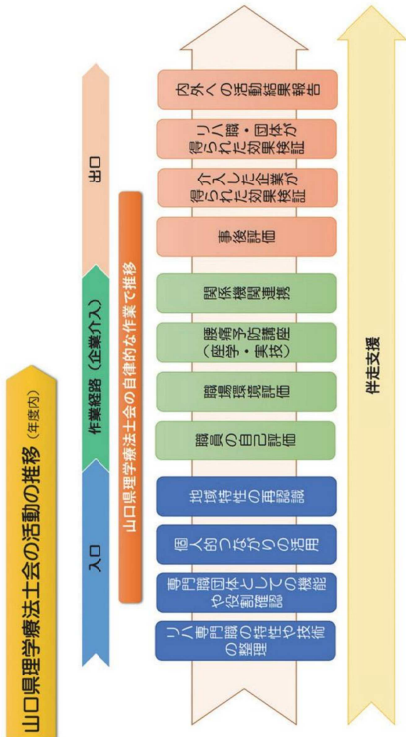 山口県理学療法士会の活動の推移（年度内）
入口
作業経路（企業介入）
出口
山口県理学療法士会の自律的な作業で推移
リハ専門職の特性や技術
の整理
専門職団体としての機能
や役割確認
個人的つながりの活用
地域特性の再認識
職員の自己評価
職場環境評価
腰痛予防講座
（座学・実技）
関係機関連携
事後評価
介入した企業が
得られた効果検証
リハ職・団体が
得られた効果検証
内外への活動結果報告
伴走支援